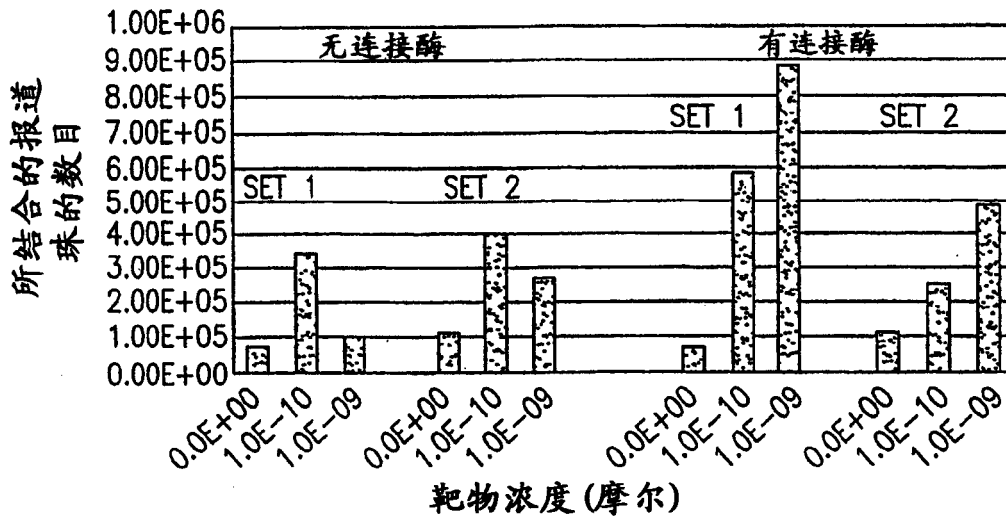 1.00E+06
9.00E+05
8.00E+05
7.00E+05
6.00E+05
5.00E+05
4.00E+05
3.00E+05
2.00E+05
1.00E+05
0.00E+00
所结合的报道
珠的数目
无连接酶
有连接酶
SET 1
SET 2
SET 1
SET 2
0.0E+00
1.0E-10
1.0E-09
0.0E+00
1.0E-10
1.0E-09
0.0E+00
1.0E-10
1.0E-09
0.0E+00
1.0E-10
1.0E-09
靶物浓度(摩尔)